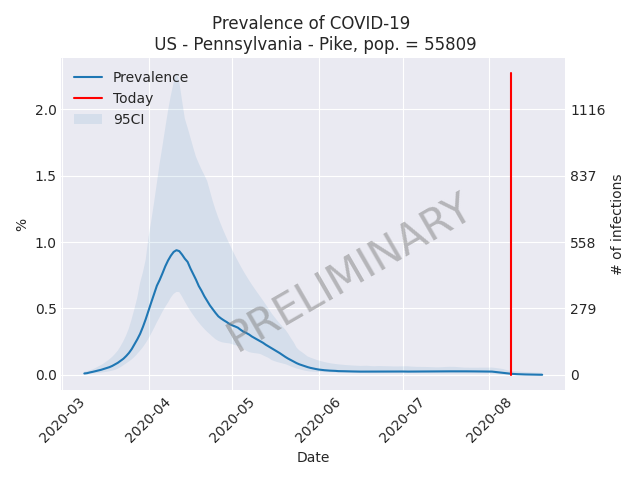 Prevalence of COVID-19
US - Pennsylvania - Pike, pop. = 55809
Prevalence
Today
95CI
2.0
1.5
1.0
0.5
0.0
%
1116
837
558
279
0
# of infections
PRELIMINARY
2020-03
2020-04
2020-05
2020-06
2020-07
2020-08
Date